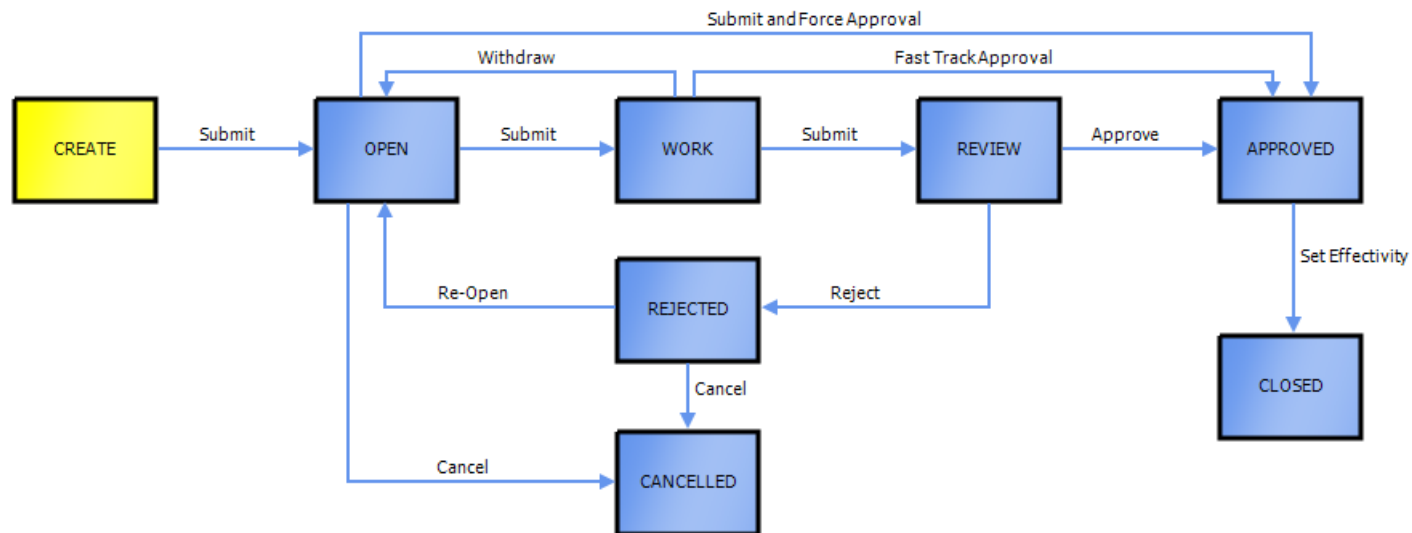 Submit and Force Approval
Withdraw
Fast Track Approval
CREATE
Submit
OPEN
Submit
WORK
Submit
REVIEW
Approve
APPROVED
Set Effectivity
Re-Open
REJECTED
Reject
CLOSED
Cancel
Cancel
CANCELLED